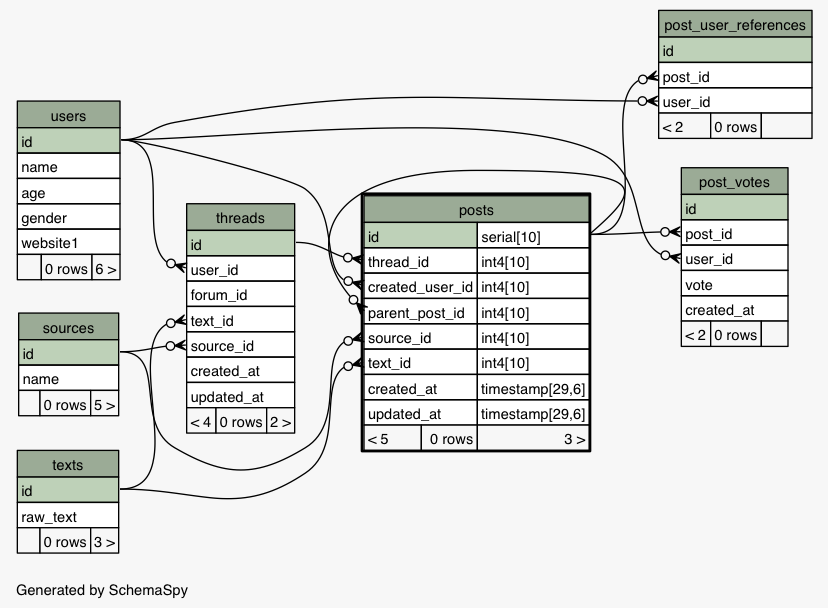 users
id
name
age
gender
website1
0 rows 6 >
sources
id
name
0 rows 5 >
texts
id
raw_text
0 rows 3 >
threads
id
user_id
forum_id
text_id
source_id
created_at
updated_at
< 4 0 rows 2 >
posts
id serial[10]
thread_id int4[10]
created_user_id int4[10]
parent_post_id int4[10]
source_id int4[10]
text_id int4[10]
created_at timestamp[29,6]
updated_at timestamp[29,6]
< 5 0 rows 3 >
post_user_references
id
post_id
user_id
< 2 0 rows
post_votes
id
post_id
user_id
vote
created_at
< 2 0 rows
Generated by SchemaSpy